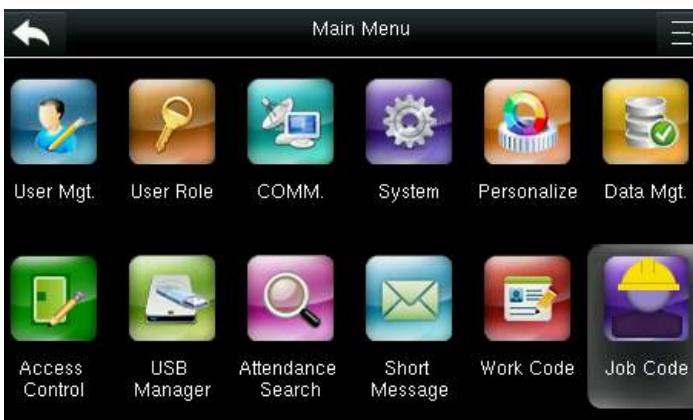 Main Menu
User Mgt.
User Role
COMM.
System
Personalize
Data Mgt.
Access
Control
USB
Manager
Attendance
Search
Short
Message
Work Code
Job Code